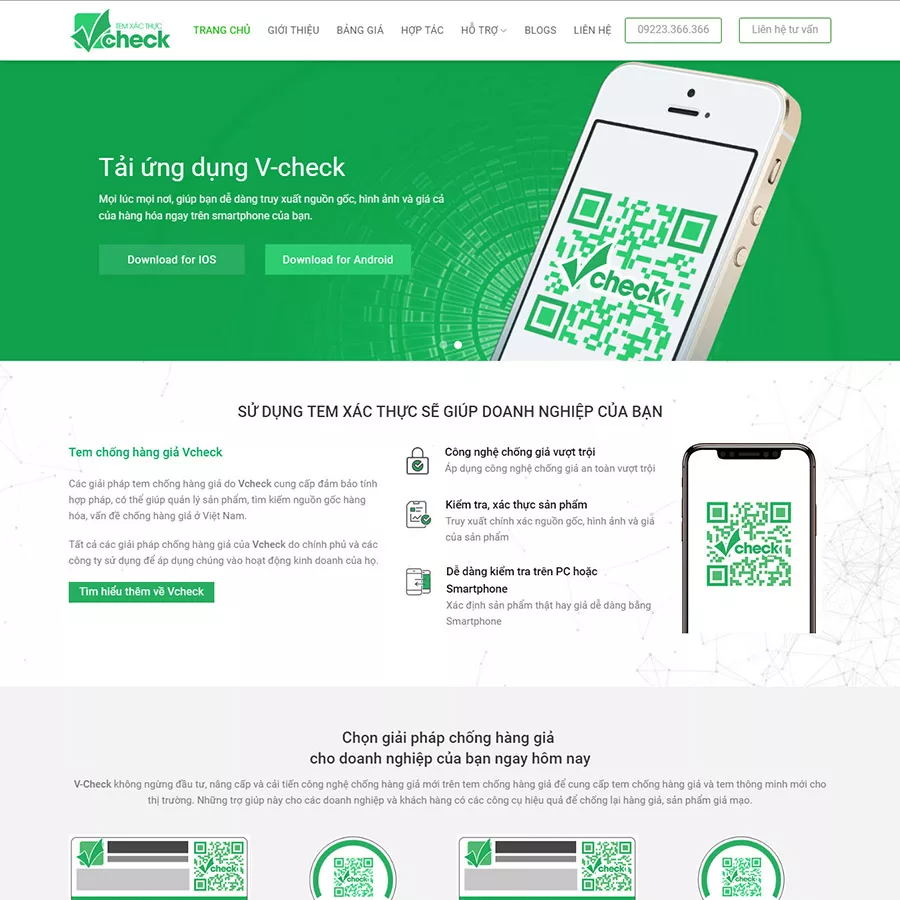 TEM XÁC THỰC
Vcheck
TRANG CHỦ
GIỚI THIỆU
BẢNG GIÁ
HỢP TÁC
HỖ TRỢ
BLOGS
LIÊN HỆ
09223.366.366
Liên hệ tư vấn
Tải ứng dụng V-check
Mọi lúc mọi nơi, giúp bạn dễ dàng truy xuất nguồn gốc, hình ảnh và giá cả
của hàng hóa ngay trên smartphone của bạn.
Download for IOS
Download for Android
Vcheck
SỬ DỤNG TEM XÁC THỰC SẼ GIÚP DOANH NGHIỆP CỦA BẠN
Tem chống hàng giả Vcheck
Các giải pháp tem chống hàng giả do Vcheck cung cấp đảm bảo tính
hợp pháp, có thể giúp quản lý sản phẩm, tìm kiếm nguồn gốc hàng
hóa, vấn đề chống hàng giả ở Việt Nam.
Tất cả các giải pháp chống hàng giả của Vcheck do chính phủ và các
công ty sử dụng để áp dụng chúng vào hoạt động kinh doanh của họ.
Tìm hiểu thêm về Vcheck
Công nghệ chống giả vượt trội
Áp dụng công nghệ chống giả an toàn vượt trội
Kiểm tra, xác thực sản phẩm
Truy xuất chính xác nguồn gốc, hình ảnh và giá
của sản phẩm
Dễ dàng kiểm tra trên PC hoặc
Smartphone
Xác định sản phẩm thật hay giả dễ dàng bằng
Smartphone
Vcheck
Chọn giải pháp chống hàng giả
cho doanh nghiệp của bạn ngay hôm nay
V-Check không ngừng đầu tư, nâng cấp và cải tiến công nghệ chống hàng giả mới trên tem chống hàng giả để cung cấp tem chống hàng giả và tem thông minh mới cho
thị trường. Những trợ giúp này cho các doanh nghiệp và khách hàng có các công cụ hiệu quả để chống lại hàng giả, sản phẩm giả mạo.
Vcheck
Vcheck
Vcheck
Vcheck